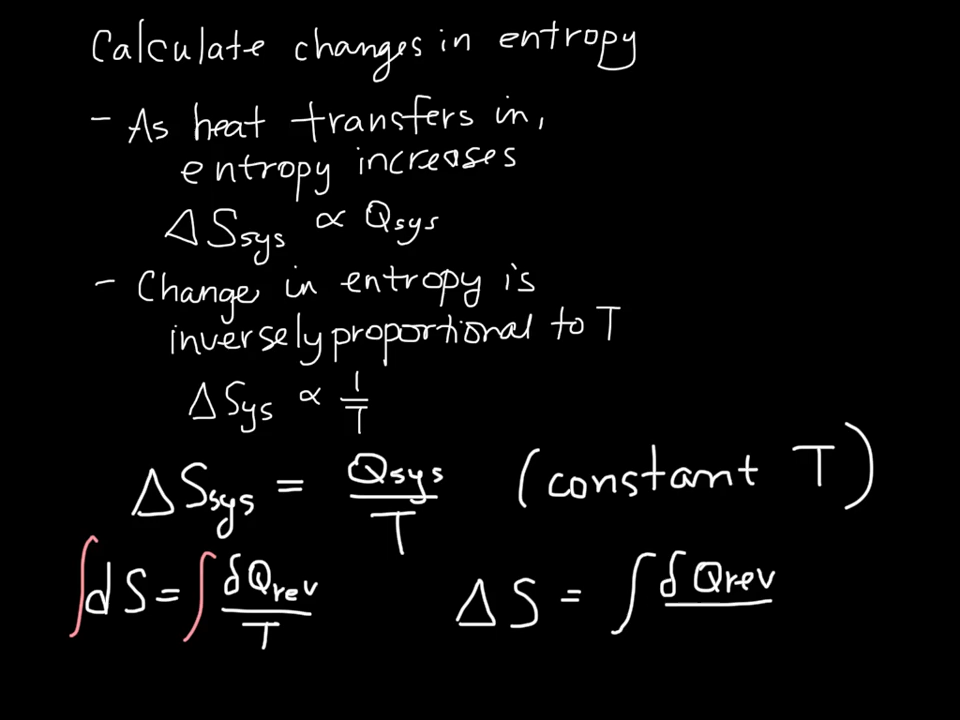 Calculate changes in entropy
- As heat transfers in,
entropy increases
ΔSsys ∝ Qsys
- Change in entropy is
inversely proportional to T
ΔSys ∝ 1/T
ΔSsys = Qsys/T (constant T)
∫dS = ∫δQrev/T ΔS = ∫δQrev